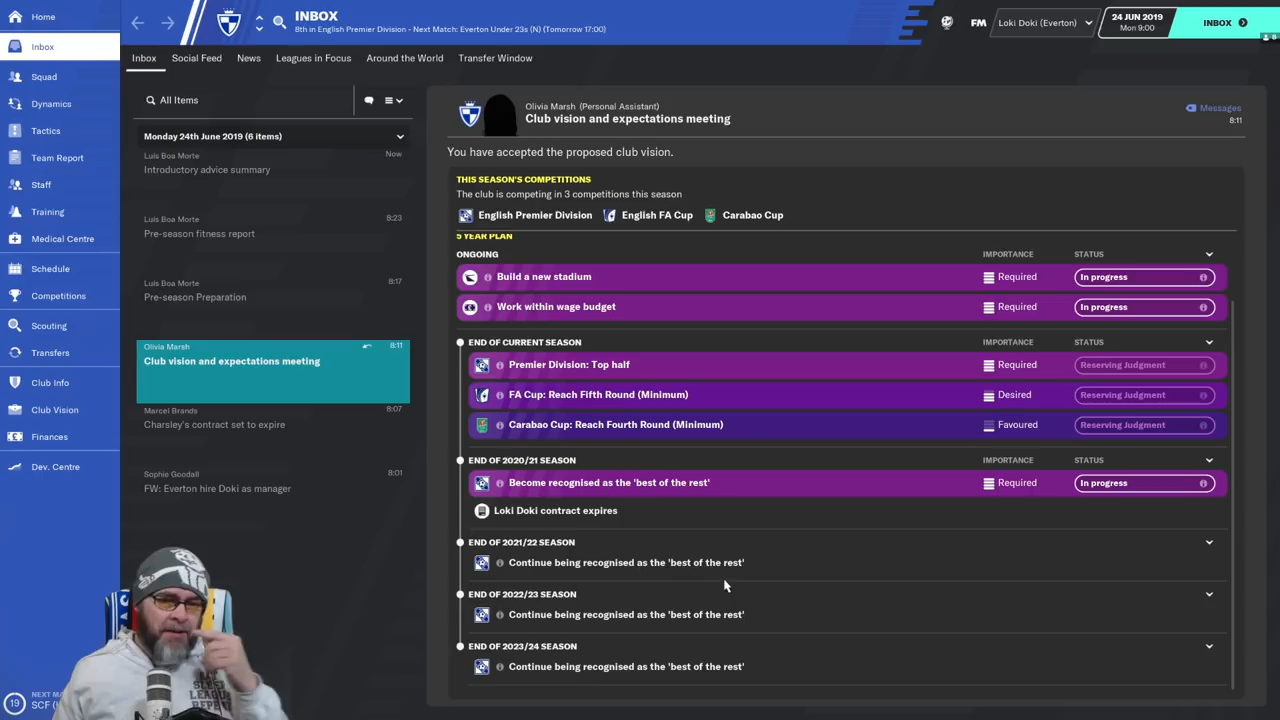 Home
Inbox
Squad
Dynamics
Tactics
Team Report
Staff
Training
Medical Centre
Schedule
Competitions
Scouting
Transfers
Club Info
Club Vision
Finances
Dev. Centre
19
NEXT MA
SCF (
INBOX
8th in English Premier Division - Next Match: Everton Under 23s (N) (Tomorrow 17:00)
FM
Loki Doki (Everton)
24 JUN 2019
Mon 9:00
INBOX
8
Inbox
Social Feed
News
Leagues in Focus
Around the World
Transfer Window
All Items
Monday 24th June 2019 (6 items)
Luís Boa Morte
Now
Introductory advice summary
Luís Boa Morte
8:23
Pre-season fitness report
Luís Boa Morte
8:17
Pre-season Preparation
Olivia Marsh
8:11
Club vision and expectations meeting
Marcel Brands
8:07
Charsley's contract set to expire
Sophie Goodall
8:01
FW: Everton hire Doki as manager
Olivia Marsh (Personal Assistant)
Club vision and expectations meeting
Messages
8:11
You have accepted the proposed club vision.
THIS SEASON'S COMPETITIONS
The club is competing in 3 competitions this season
English Premier Division
English FA Cup
Carabao Cup
5 YEAR PLAN
ONGOING
IMPORTANCE
STATUS
Build a new stadium
Required
In progress
Work within wage budget
Required
In progress
END OF CURRENT SEASON
IMPORTANCE
STATUS
Premier Division: Top half
Required
Reserving Judgment
FA Cup: Reach Fifth Round (Minimum)
Desired
Reserving Judgment
Carabao Cup: Reach Fourth Round (Minimum)
Favoured
Reserving Judgment
END OF 2020/21 SEASON
IMPORTANCE
STATUS
Become recognised as the 'best of the rest'
Required
In progress
Loki Doki contract expires
END OF 2021/22 SEASON
Continue being recognised as the 'best of the rest'
END OF 2022/23 SEASON
Continue being recognised as the 'best of the rest'
END OF 2023/24 SEASON
Continue being recognised as the 'best of the rest'